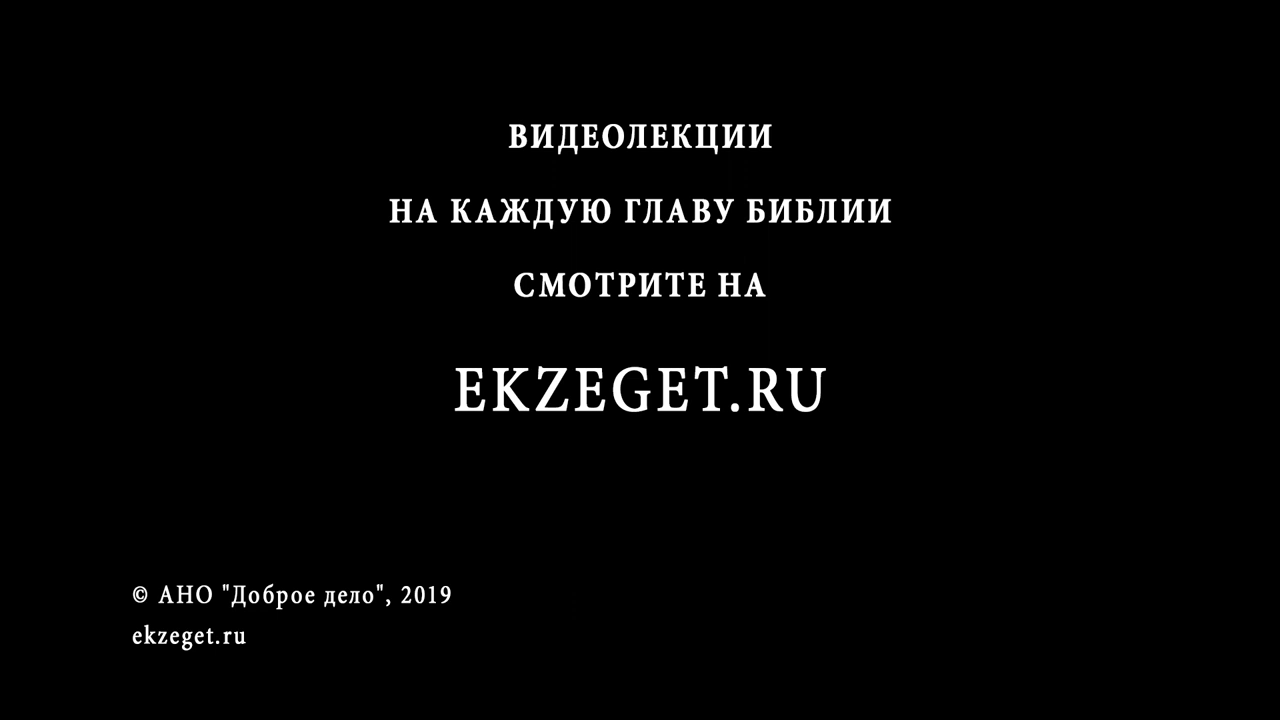 ВИДЕОЛЕКЦИИ
НА КАЖДУЮ ГЛАВУ БИБЛИИ
СМОТРИТЕ НА
EKZEGET.RU
© АНО "Доброе дело", 2019
ekzeget.ru